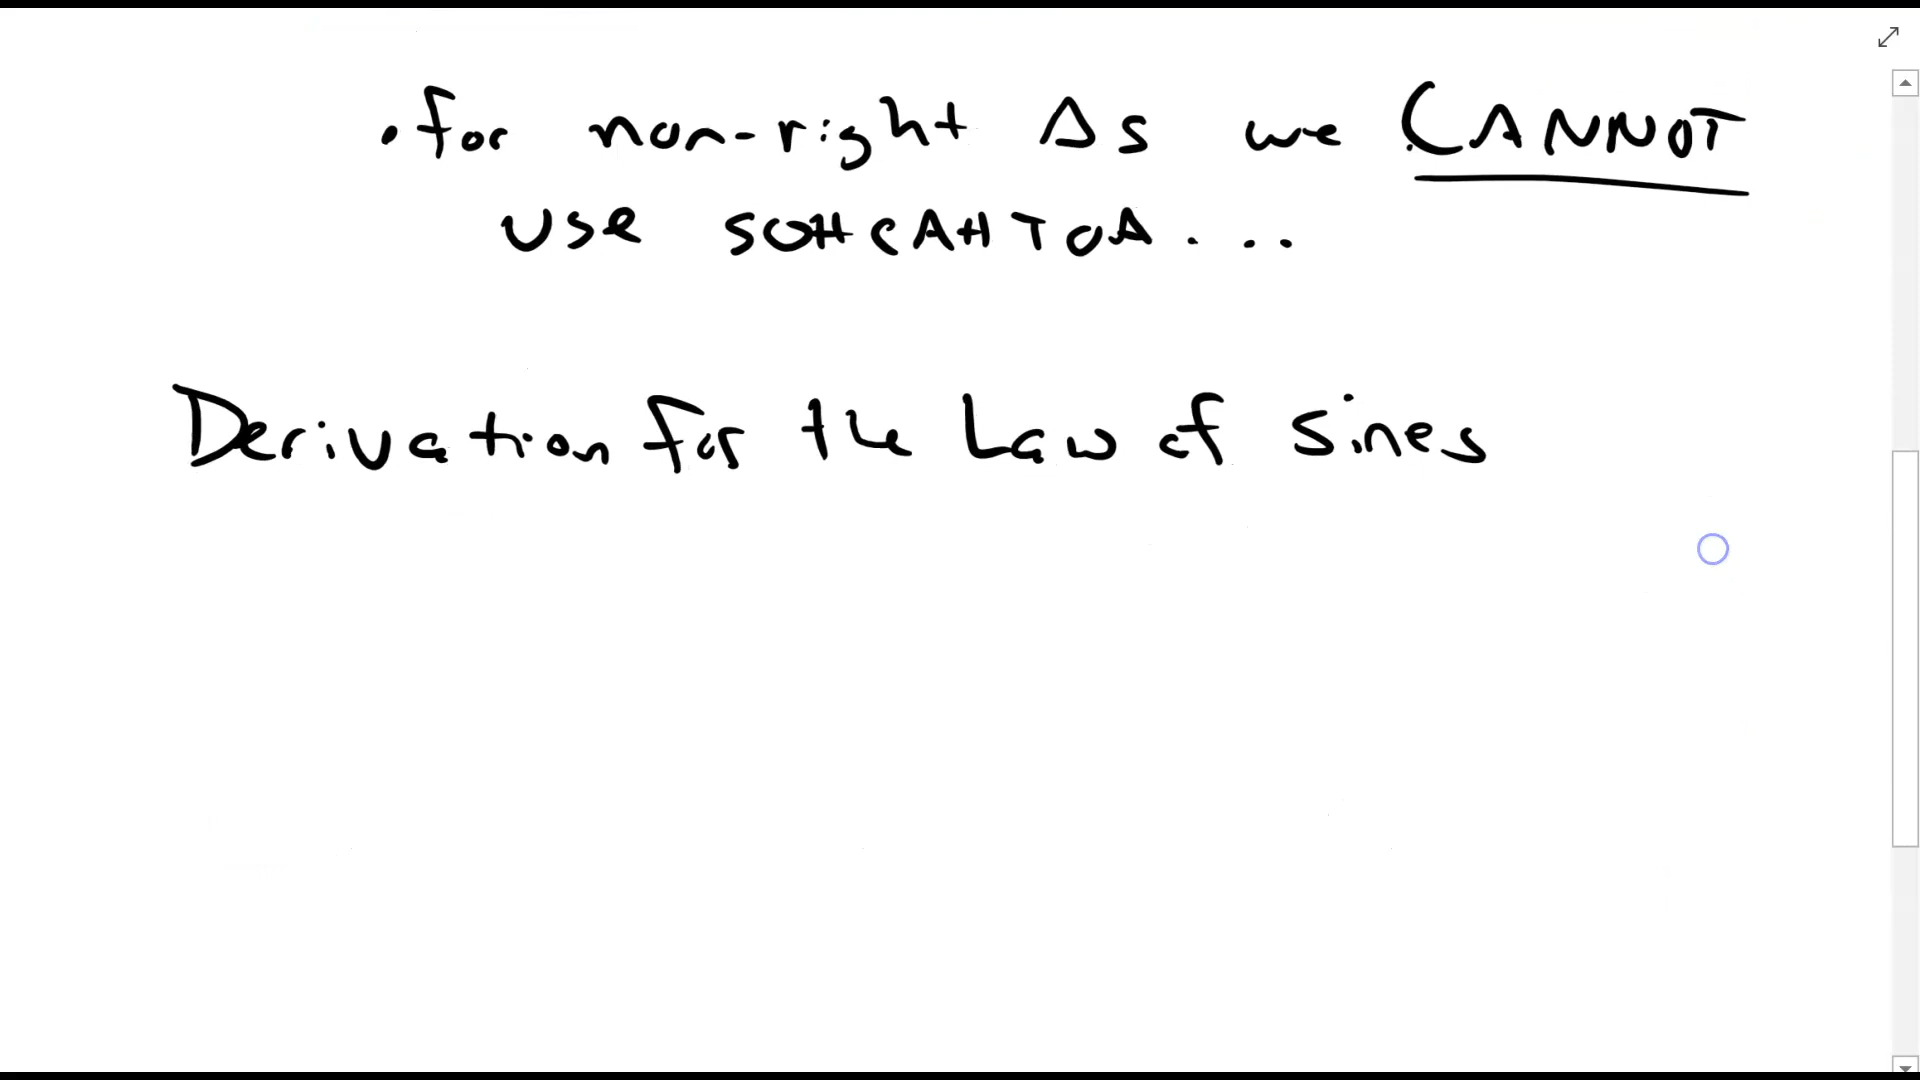 • for non-right Δs we CANNOT
use SOHCAHTOA. ...
Derivation for the Law of Sines